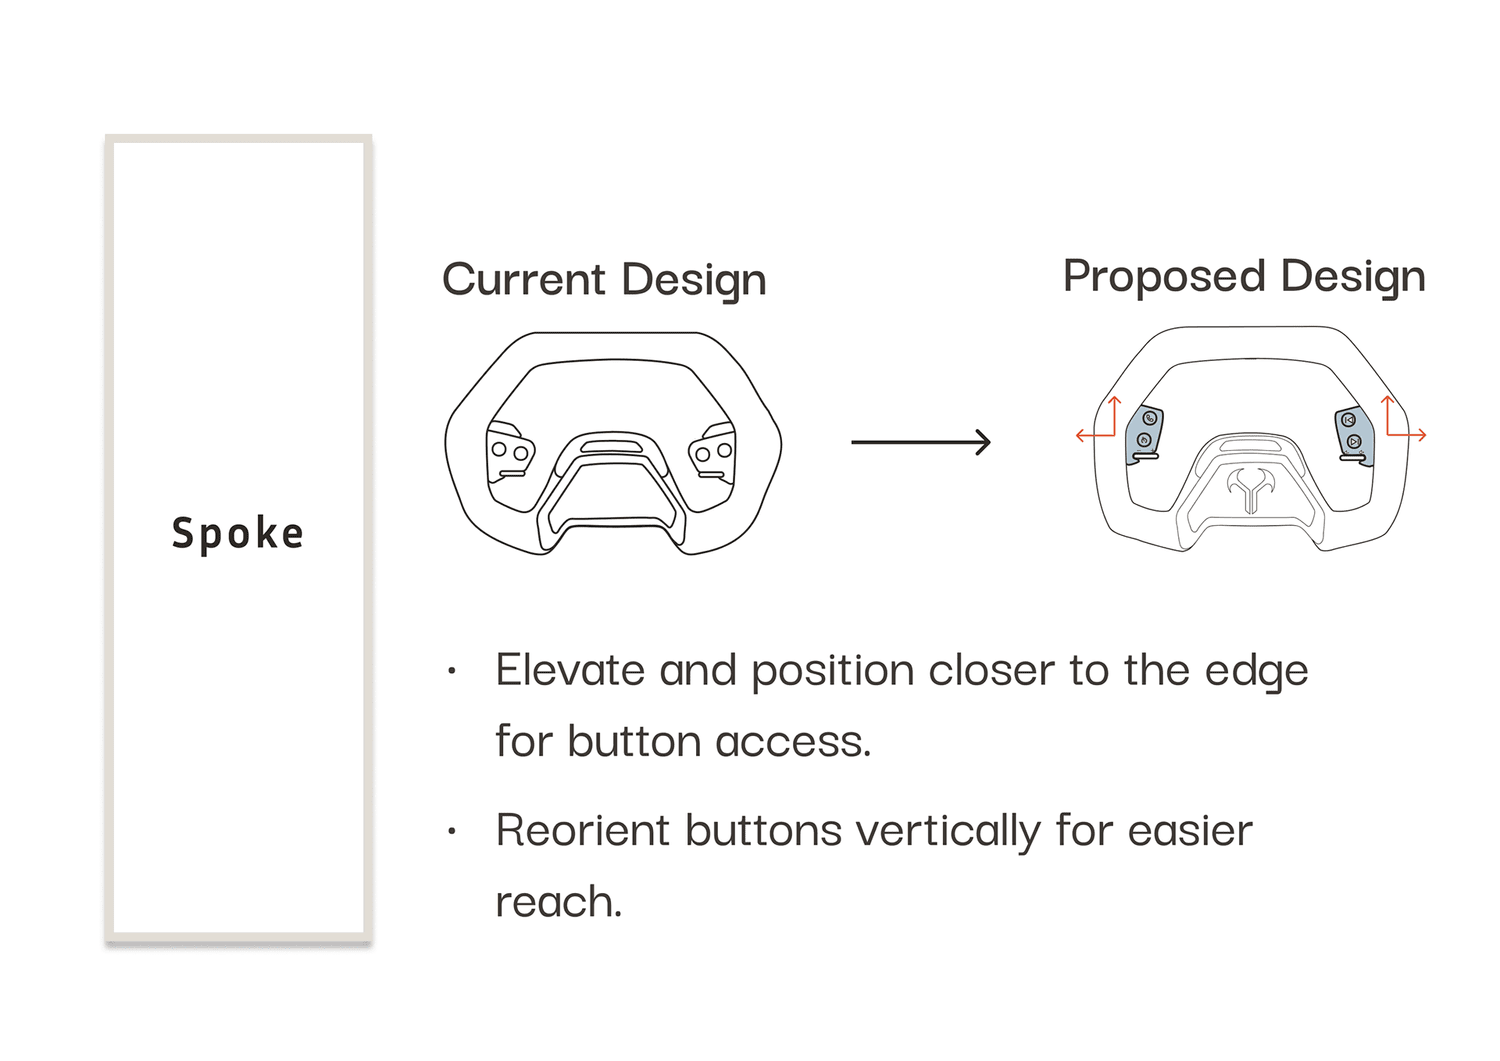 Current Design
Proposed Design
Spoke
· Elevate and position closer to the edge
for button access.
· Reorient buttons vertically for easier
reach.